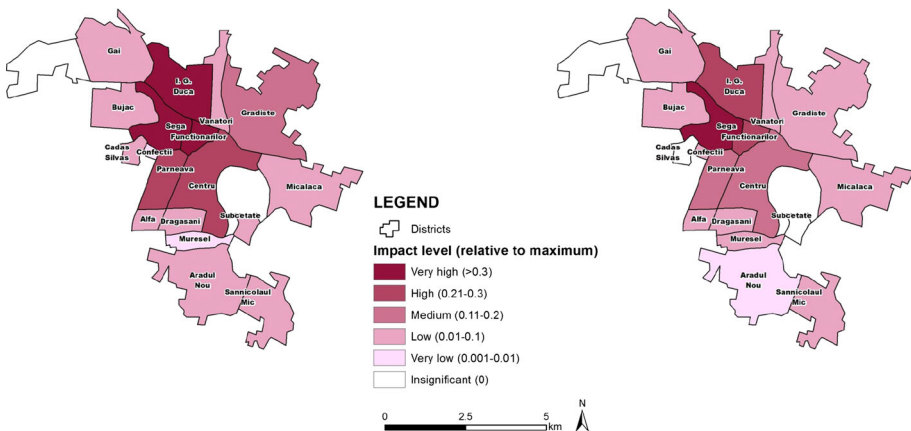 Gai
I. G.
Duca
Bujac
Gradiste
Vanatori
Sega
Functionarilor
Cadas
Silvas
Confectii
Parneava
Centru
Micalaca
Alfa
Dragasani
Subcetate
Muresel
Aradul
Nou
Sannicolaul
Mic
LEGEND
Districts
Impact level (relative to maximum)
Very high (>0.3)
High (0.21-0.3)
Medium (0.11-0.2)
Low (0.01-0.1)
Very low (0.001-0.01)
Insignificant (0)
0 2.5 5
km
N
Gai
I. G.
Duca
Bujac
Gradiste
Vanatori
Sega
Functionarilor
Cadas
Silvas
Confectii
Parneava
Centru
Micalaca
Alfa
Dragasani
Subcetate
Muresel
Aradul
Nou
Sannicolaul
Mic